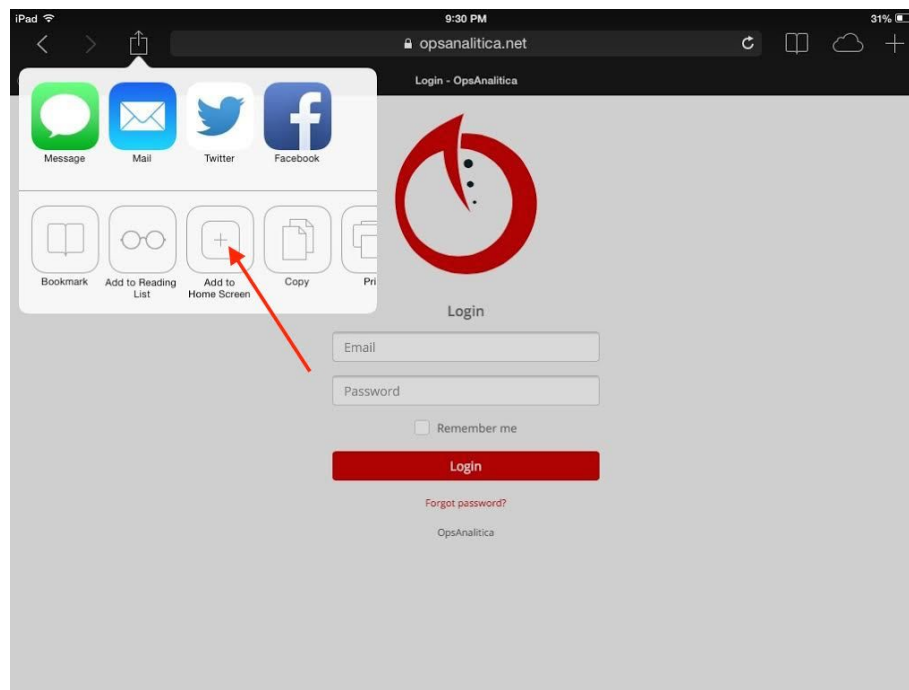 iPad
9:30 PM
31%
opsanalitica.net
Login - OpsAnalitica
Message
Mail
Twitter
Facebook
Bookmark
Add to Reading
List
Add to
Home Screen
Copy
Pri
Login
Email
Password
Remember me
Login
Forgot password?
OpsAnalitica